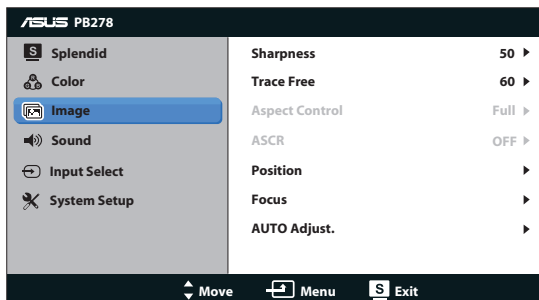 ASUS PB278
S Splendid
Color
Image
Sound
Input Select
System Setup
Sharpness 50
Trace Free 60
Aspect Control Full
ASCR OFF
Position
Focus
AUTO Adjust.
Move Menu S Exit